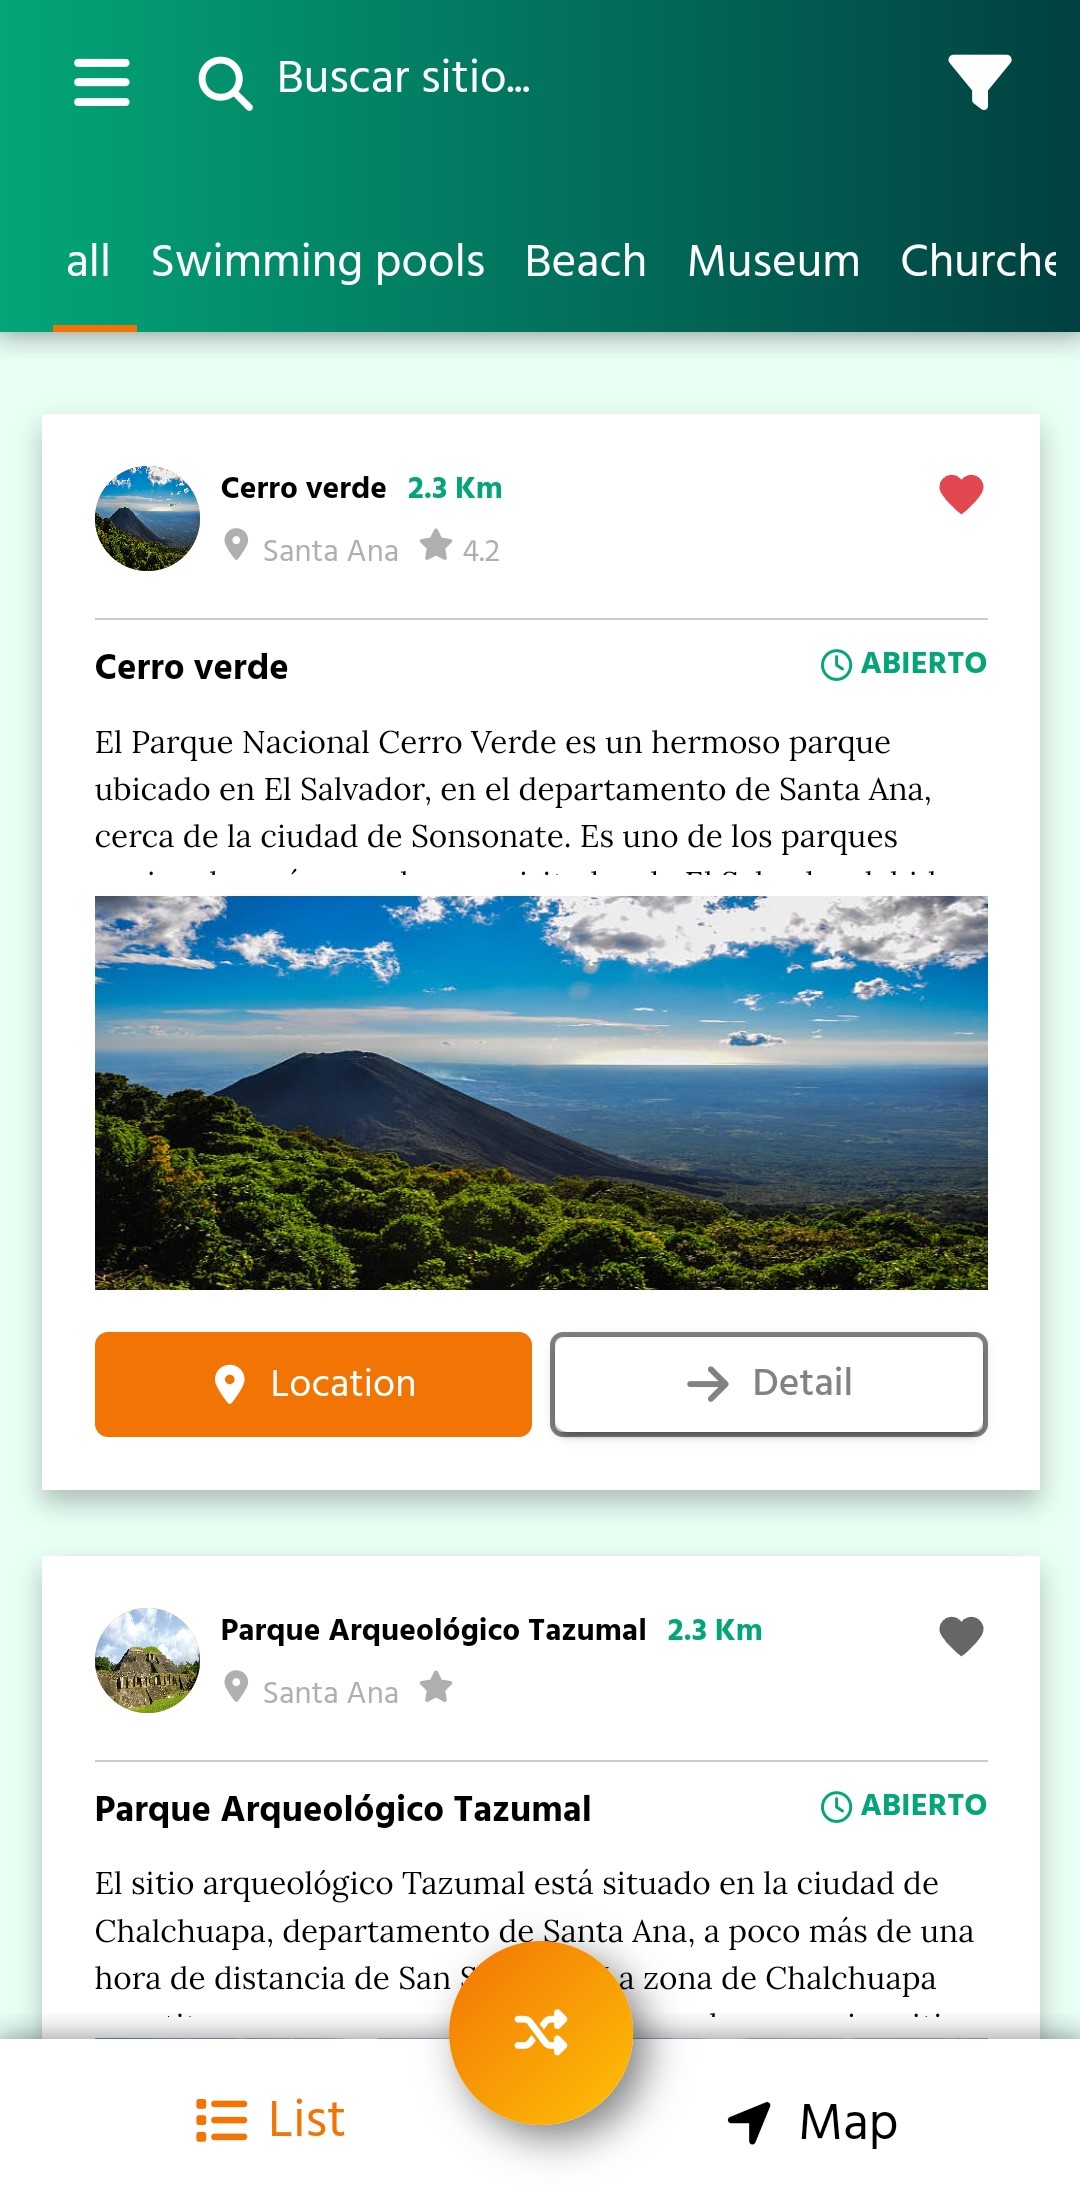 Buscar sitio...
all Swimming pools Beach Museum Churche
Cerro verde 2.3 Km
Santa Ana 4.2
Cerro verde
ABIERTO
El Parque Nacional Cerro Verde es un hermoso parque
ubicado en El Salvador, en el departamento de Santa Ana,
cerca de la ciudad de Sonsonate. Es uno de los parques
Location
Detail
Parque Arqueológico Tazumal 2.3 Km
Santa Ana
Parque Arqueológico Tazumal
ABIERTO
El sitio arqueológico Tazumal está situado en la ciudad de
Chalchuapa, departamento de Santa Ana, a poco más de una
hora de distancia de San zona de Chalchuapa
List
Map